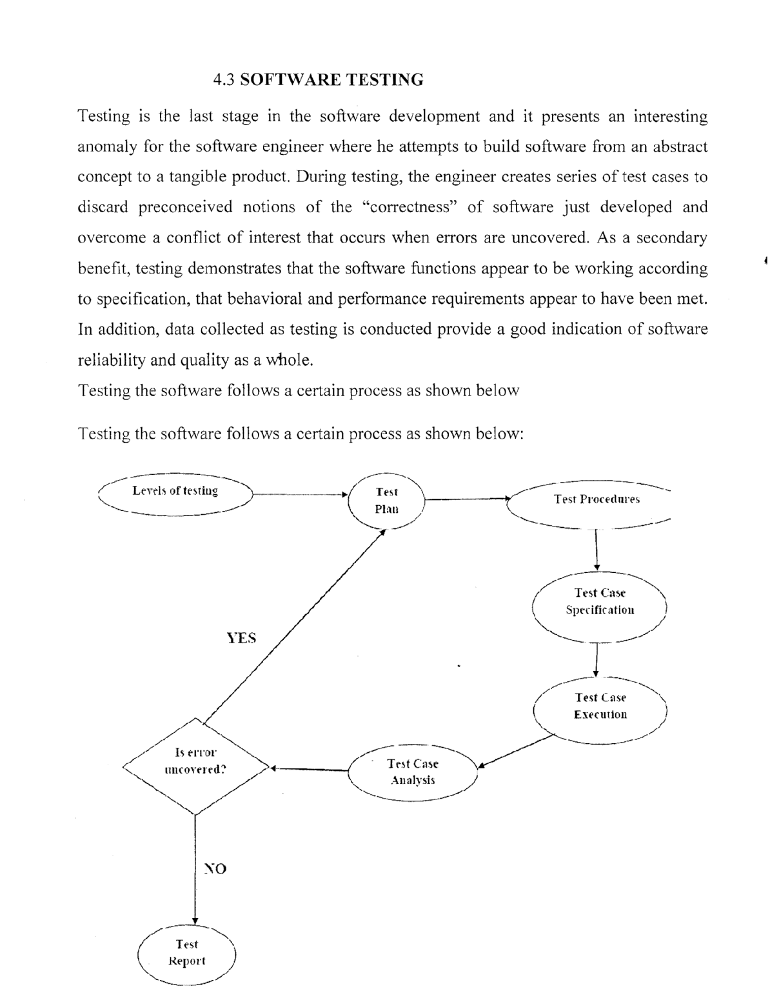 4.3 SOFTWARE TESTING
Testing is the last stage in the software development and it presents an interesting
anomaly for the software engineer where he attempts to build software from an abstract
concept to a tangible product. During testing, the engineer creates series of test cases to
discard preconceived notions of the “correctness” of software just developed and
overcome a conflict of interest that occurs when errors are uncovered. As a secondary
benefit, testing demonstrates that the software functions appear to be working according
to specification, that behavioral and performance requirements appear to have been met.
In addition, data collected as testing is conducted provide a good indication of software
reliability and quality as a whole.
Testing the software follows a certain process as shown below
Testing the software follows a certain process as shown below:
Levels of testing
Test
Plan
Test Procedures
Test Case
Specification
YES
Test Case
Execution
Is error
uncovered?
Test Case
Analysis
NO
Test
Report